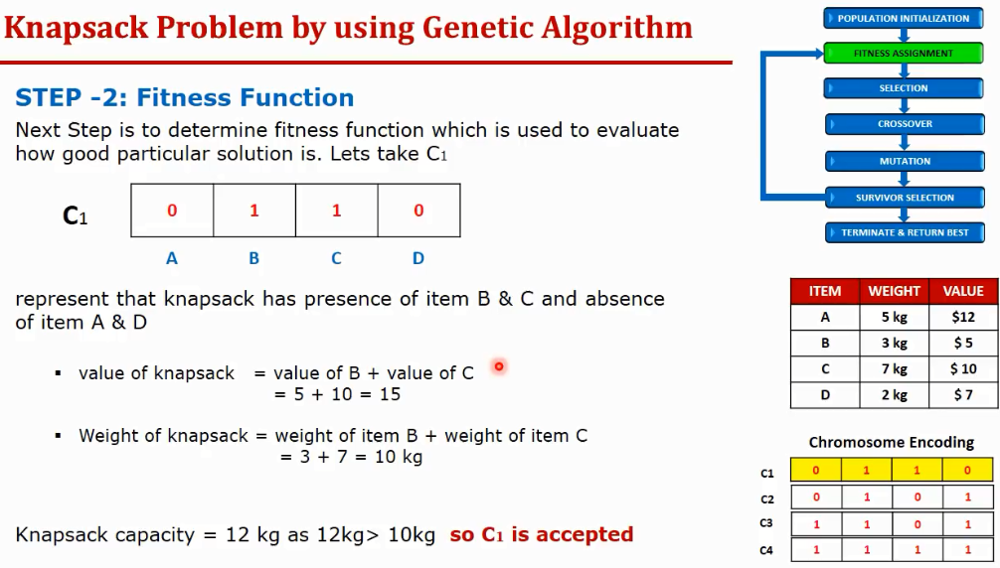 Knapsack Problem by using Genetic Algorithm
STEP -2: Fitness Function
Next Step is to determine fitness function which is used to evaluate
how good particular solution is. Lets take C1
C1 0 1 1 0
A B C D
represent that knapsack has presence of item B & C and absence
of item A & D
▪ value of knapsack = value of B + value of C
= 5 + 10 = 15
▪ Weight of knapsack = weight of item B + weight of item C
= 3 + 7 = 10 kg
Knapsack capacity = 12 kg as 12kg> 10kg so C1 is accepted
POPULATION INITIALIZATION
FITNESS ASSIGNMENT
SELECTION
CROSSOVER
MUTATION
SURVIVOR SELECTION
TERMINATE & RETURN BEST
ITEM WEIGHT VALUE
A 5 kg $12
B 3 kg $ 5
C 7 kg $ 10
D 2 kg $ 7
Chromosome Encoding
C1 0 1 1 0
C2 0 1 0 1
C3 1 1 0 1
C4 1 1 1 1